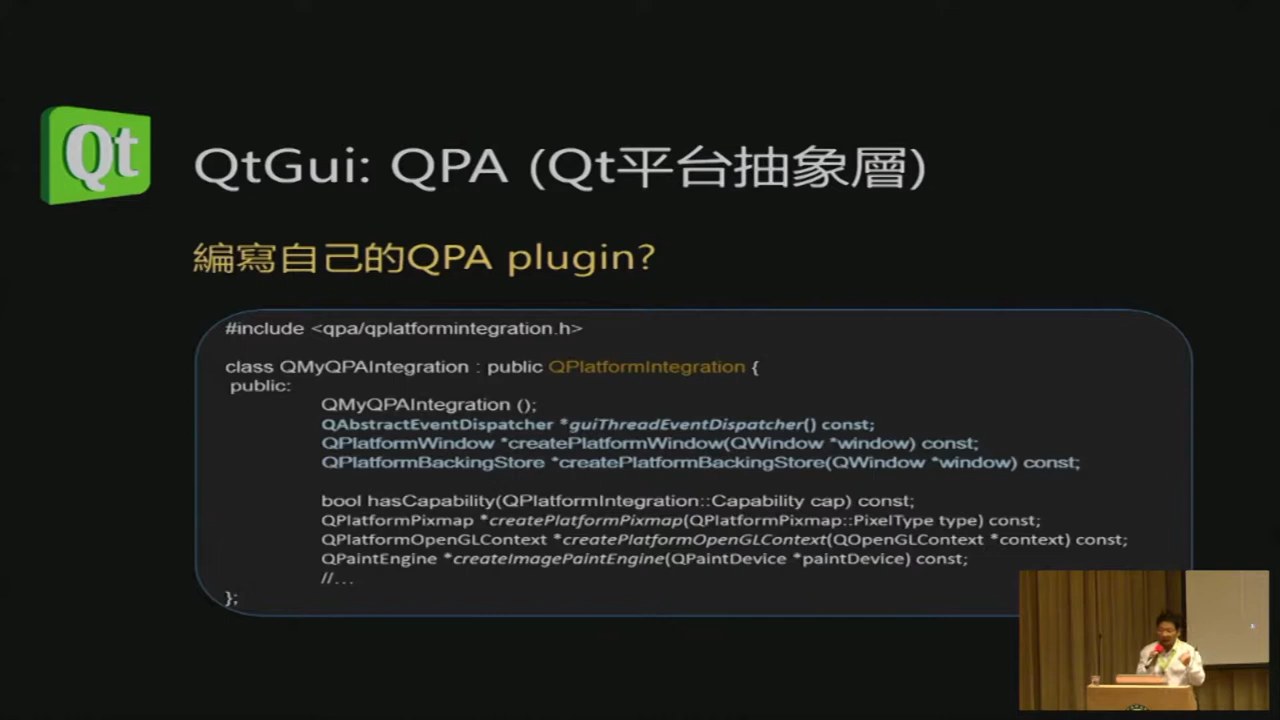 Qt
QtGui: QPA (Qt平台抽象層)
編寫自己的QPA plugin?
#include <qpa/qplatformintegration.h>
class QMyQPAIntegration : public QPlatformIntegration {
public:
QMyQPAIntegration ();
QAbstractEventDispatcher *guiThreadEventDispatcher() const;
QPlatformWindow *createPlatformWindow(QWindow *window) const;
QPlatformBackingStore *createPlatformBackingStore(QWindow *window) const;
bool hasCapability(QPlatformIntegration::Capability cap) const;
QPlatformPixmap *createPlatformPixmap(QPlatformPixmap::PixelType type) const;
QPlatformOpenGLContext *createPlatformOpenGLContext(QOpenGLContext *context) const;
QPaintEngine *createImagePaintEngine(QPaintDevice *paintDevice) const;
//…
};